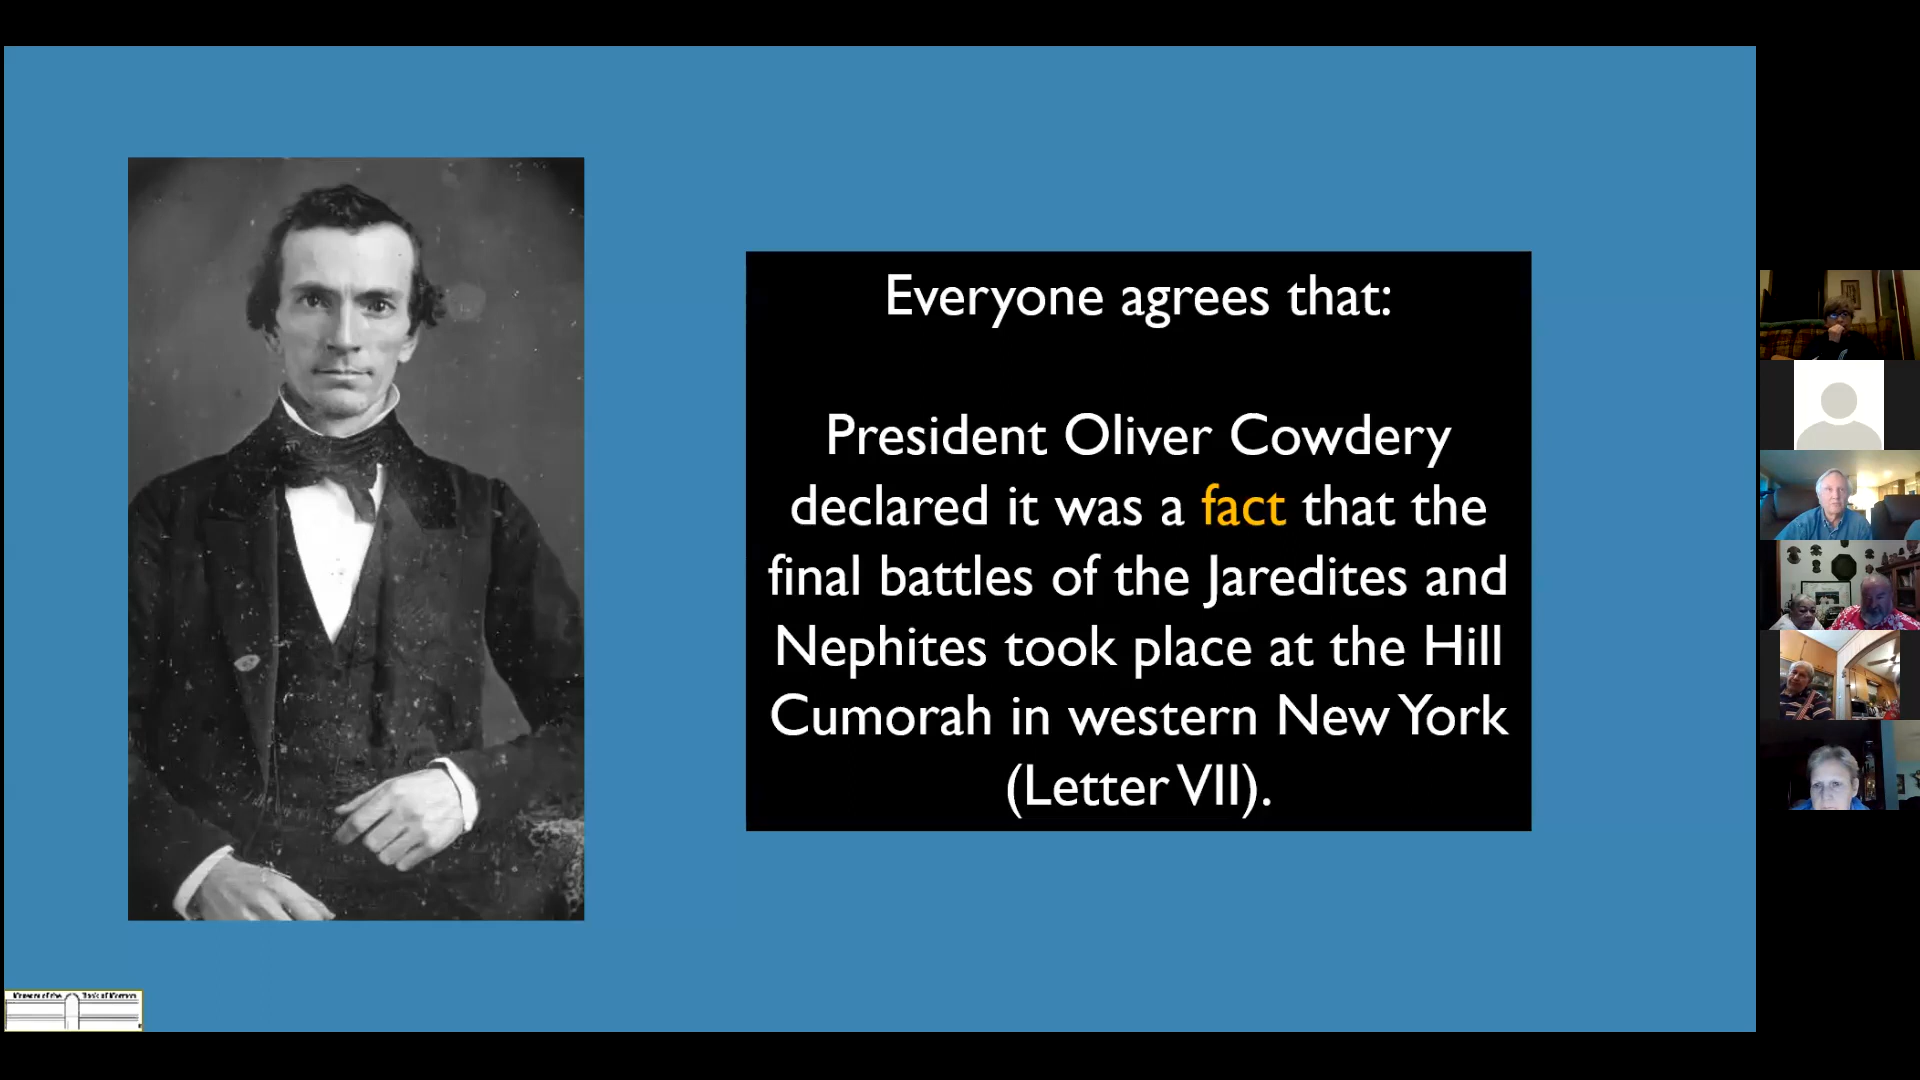 Everyone agrees that:
President Oliver Cowdery
declared it was a fact that the
final battles of the Jaredites and
Nephites took place at the Hill
Cumorah in western New York
(Letter VII).